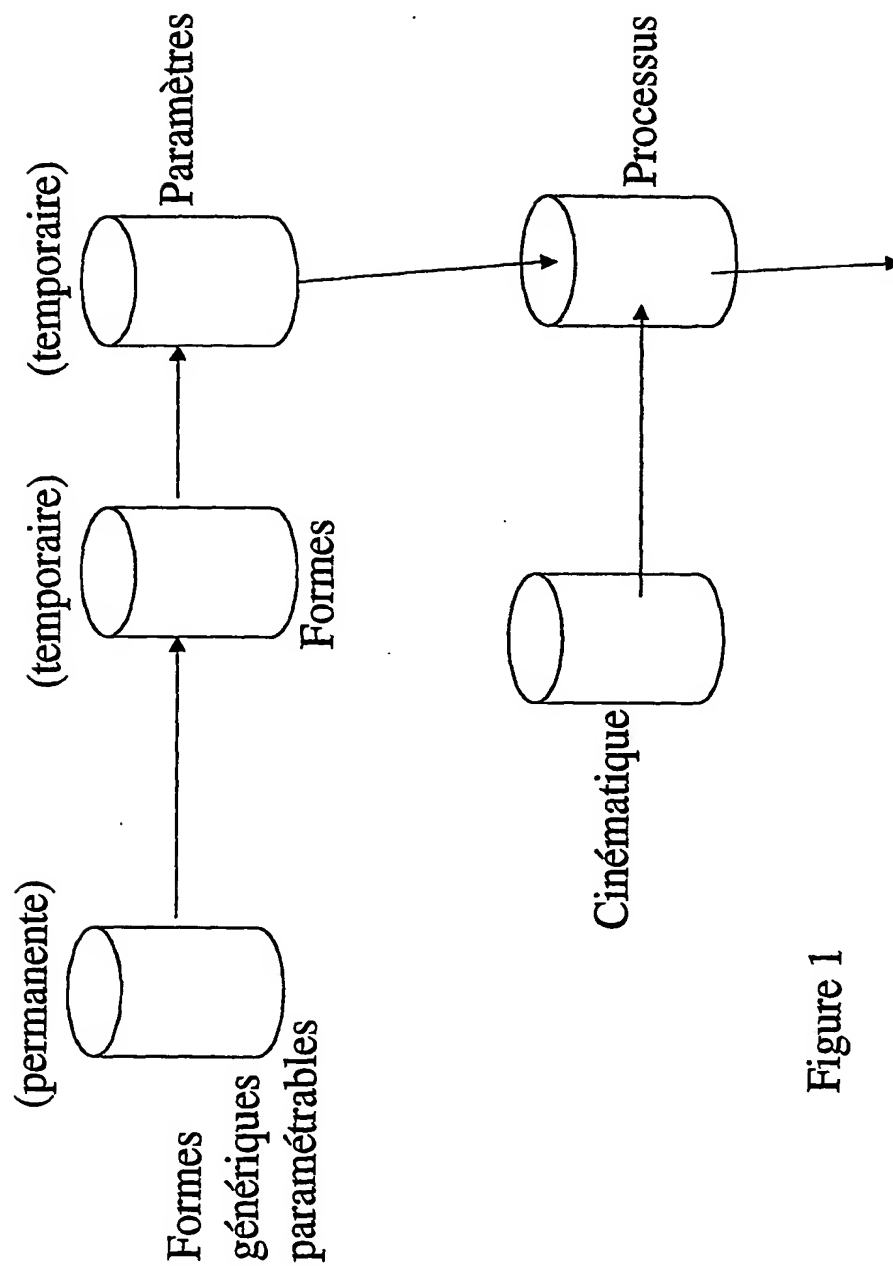 (permanente)
Formes
génériques
paramétrables
(temporaire)
Formes
(temporaire)
Paramètres
Cinématique
Processus
Figure 1